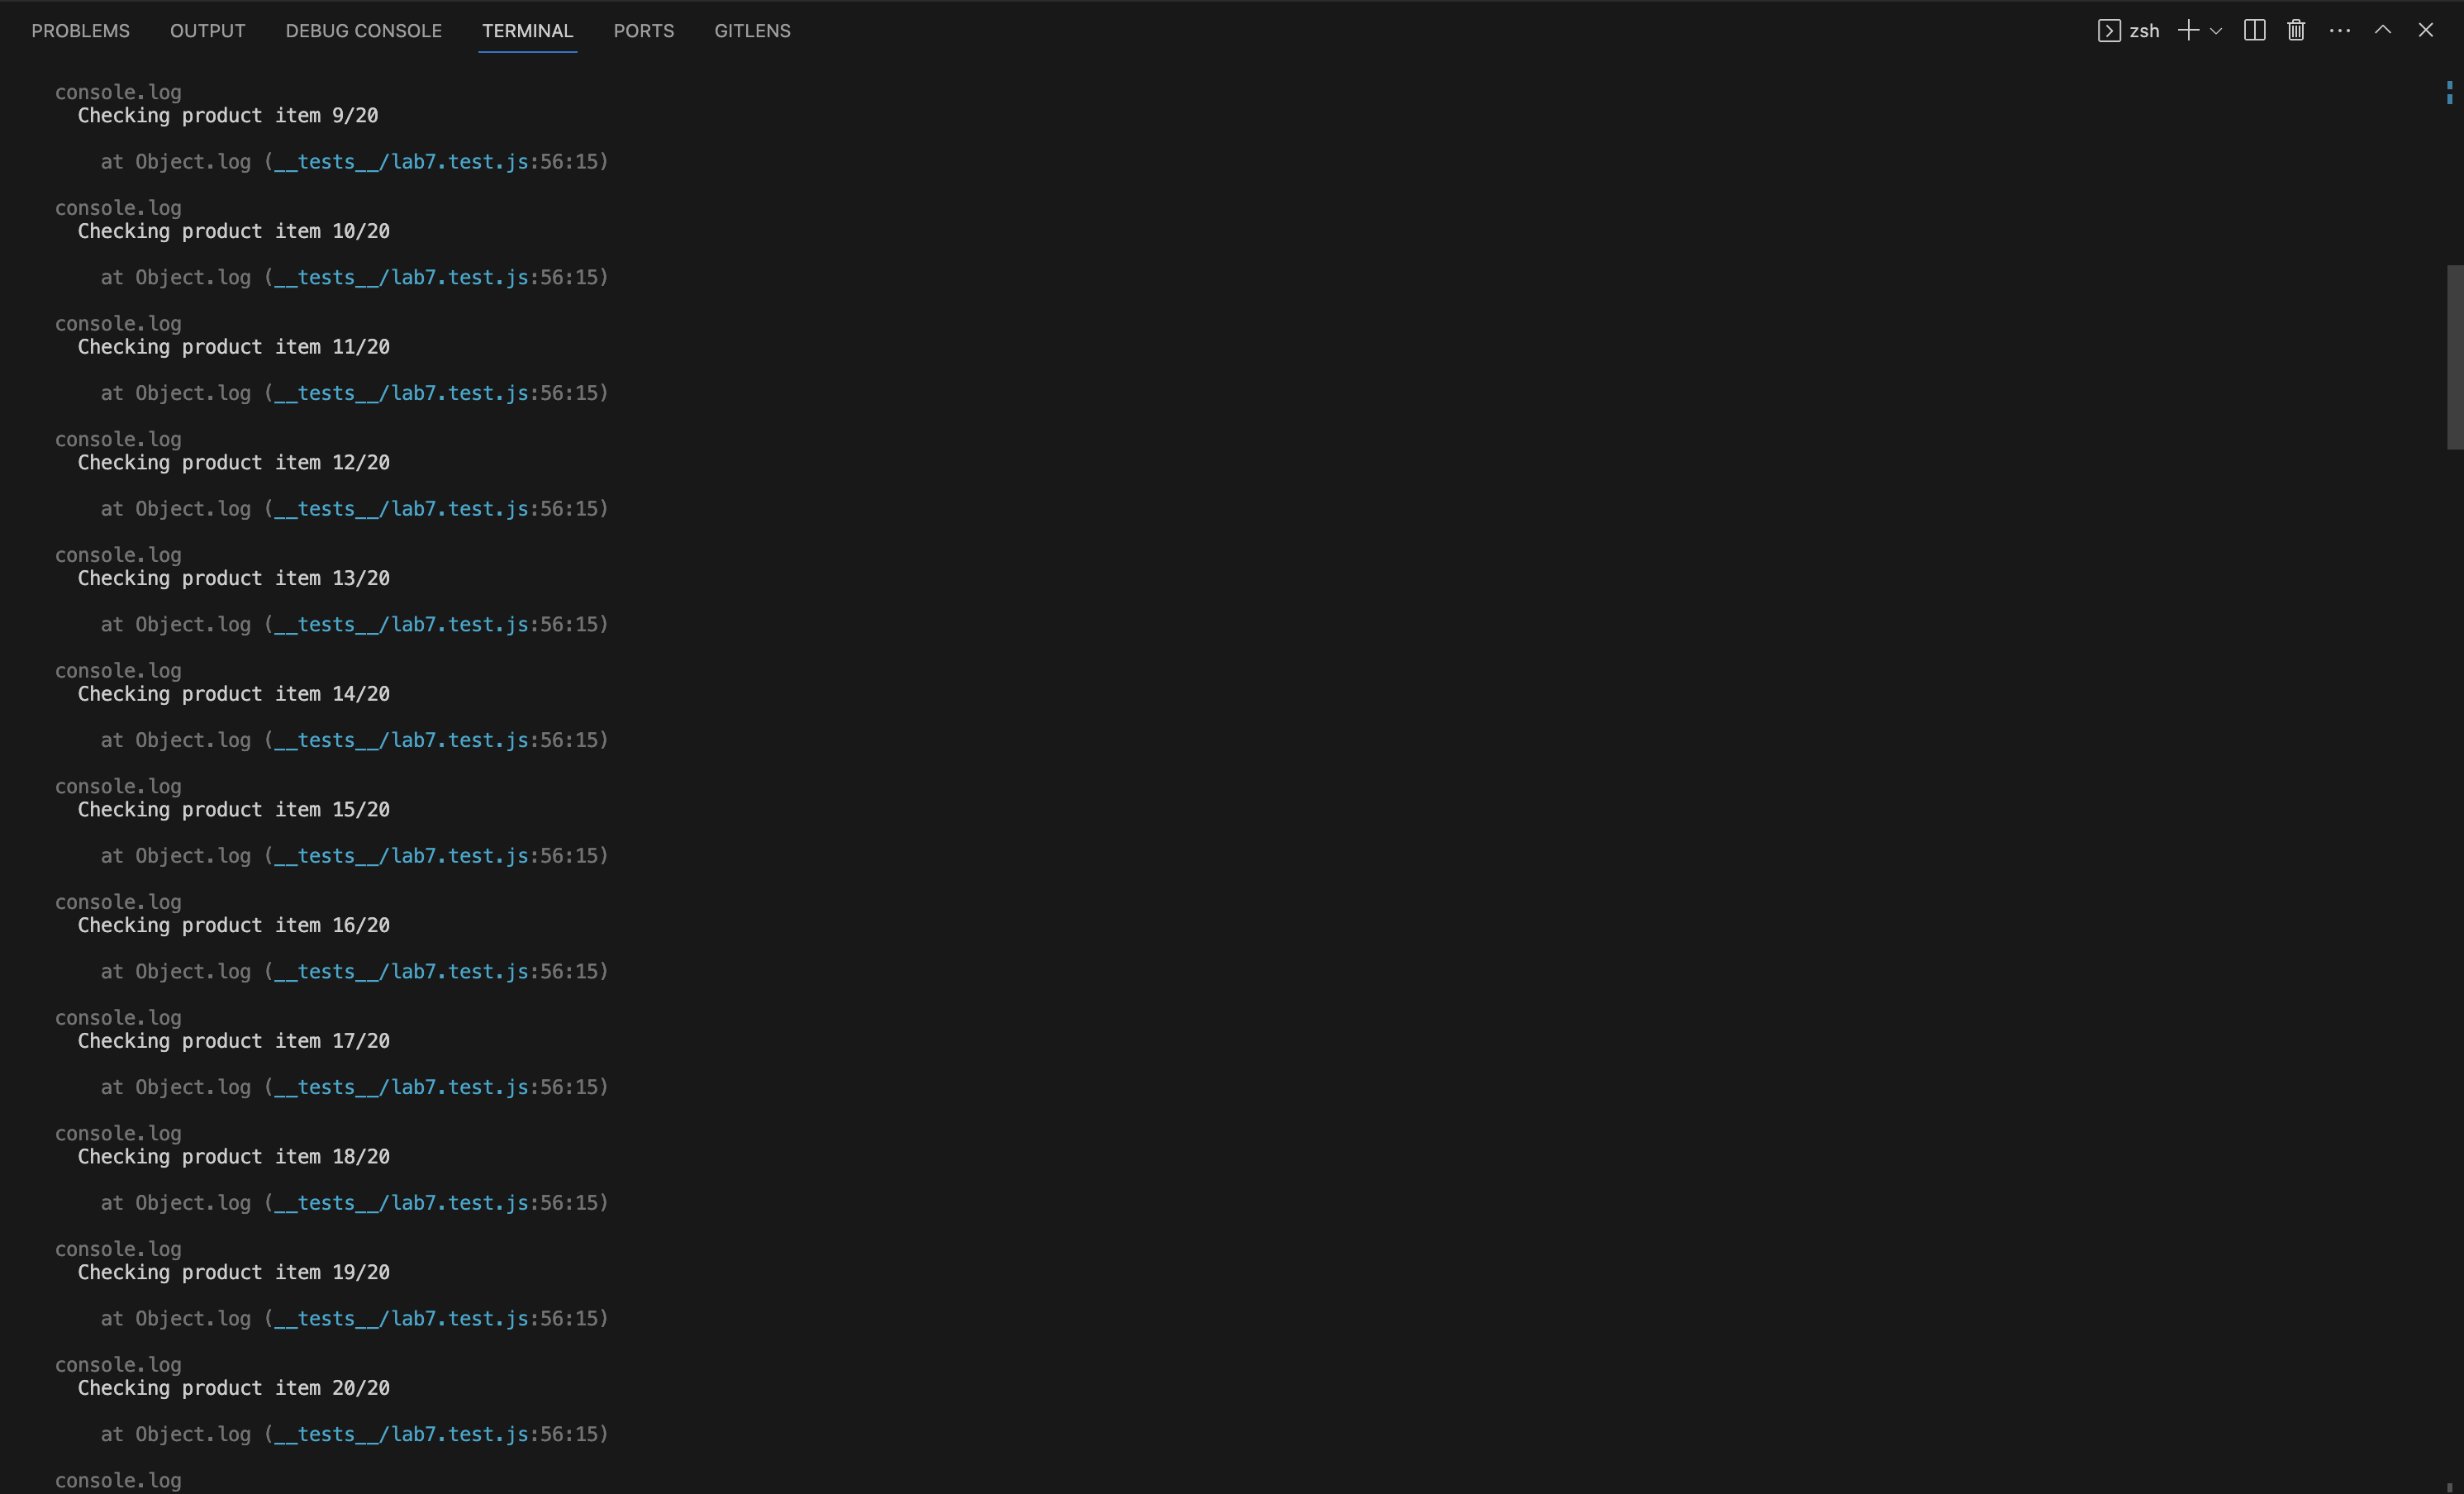 PROBLEMS OUTPUT DEBUG CONSOLE TERMINAL PORTS GITLENS zsh
console.log
Checking product item 9/20
at Object.log (__tests__/lab7.test.js:56:15)
console.log
Checking product item 10/20
at Object.log (__tests__/lab7.test.js:56:15)
console.log
Checking product item 11/20
at Object.log (__tests__/lab7.test.js:56:15)
console.log
Checking product item 12/20
at Object.log (__tests__/lab7.test.js:56:15)
console.log
Checking product item 13/20
at Object.log (__tests__/lab7.test.js:56:15)
console.log
Checking product item 14/20
at Object.log (__tests__/lab7.test.js:56:15)
console.log
Checking product item 15/20
at Object.log (__tests__/lab7.test.js:56:15)
console.log
Checking product item 16/20
at Object.log (__tests__/lab7.test.js:56:15)
console.log
Checking product item 17/20
at Object.log (__tests__/lab7.test.js:56:15)
console.log
Checking product item 18/20
at Object.log (__tests__/lab7.test.js:56:15)
console.log
Checking product item 19/20
at Object.log (__tests__/lab7.test.js:56:15)
console.log
Checking product item 20/20
at Object.log (__tests__/lab7.test.js:56:15)
console.log